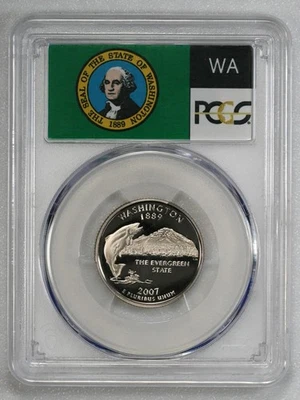 THE SEAL OF THE STATE OF WASHINGTON
1889
WA
PCGS
WASHINGTON
1889
THE EVERGREEN
STATE
2007
E PLURIBUS UNUM